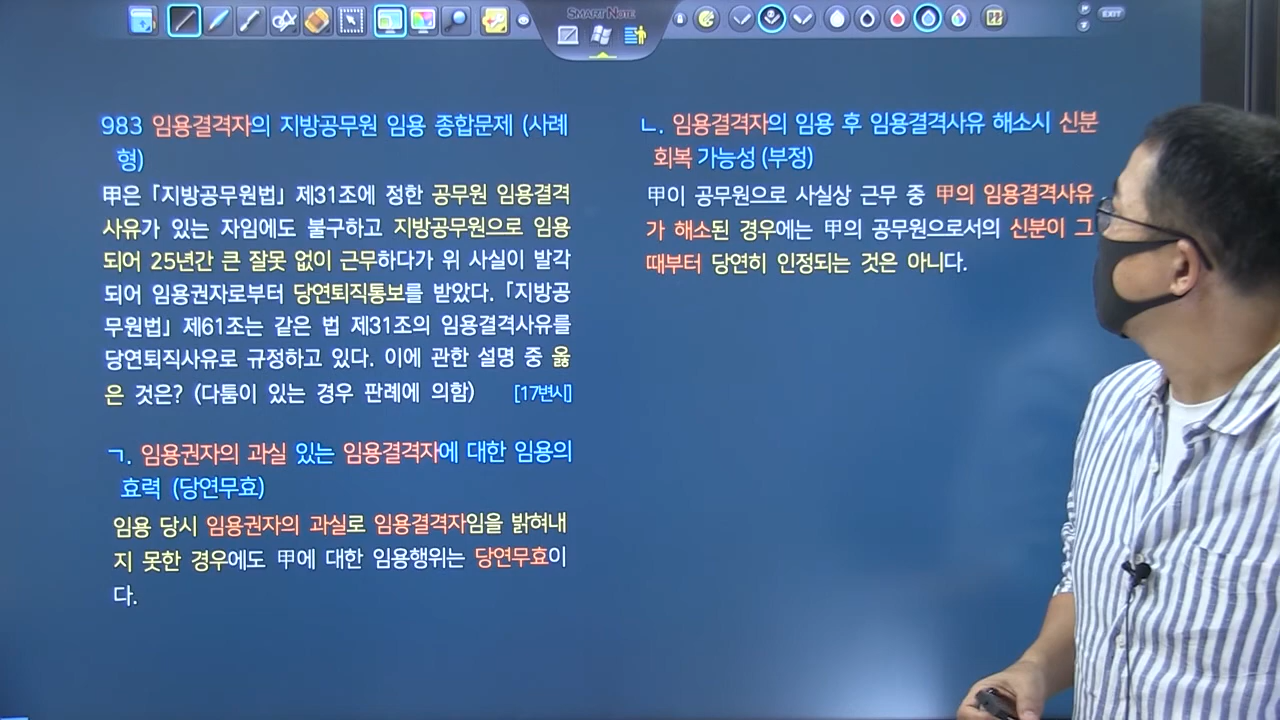 SMART NOTE
EXIT
983 임용결격자의 지방공무원 임용 종합문제 (사례
형)
甲은 「지방공무원법」 제31조에 정한 공무원 임용결격
사유가 있는 자임에도 불구하고 지방공무원으로 임용
되어 25년간 큰 잘못 없이 근무하다가 위 사실이 발각
되어 임용권자로부터 당연퇴직통보를 받았다. 「지방공
무원법」 제61조는 같은 법 제31조의 임용결격사유를
당연퇴직사유로 규정하고 있다. 이에 관한 설명 중 옳
은 것은? (다툼이 있는 경우 판례에 의함) [17변시]
ㄱ. 임용권자의 과실 있는 임용결격자에 대한 임용의
효력 (당연무효)
임용 당시 임용권자의 과실로 임용결격자임을 밝혀내
지 못한 경우에도 甲에 대한 임용행위는 당연무효이
다.
ㄴ. 임용결격자의 임용 후 임용결격사유 해소시 신분
회복 가능성 (부정)
甲이 공무원으로 사실상 근무 중 甲의 임용결격사유
가 해소된 경우에는 甲의 공무원으로서의 신분이 그
때부터 당연히 인정되는 것은 아니다.